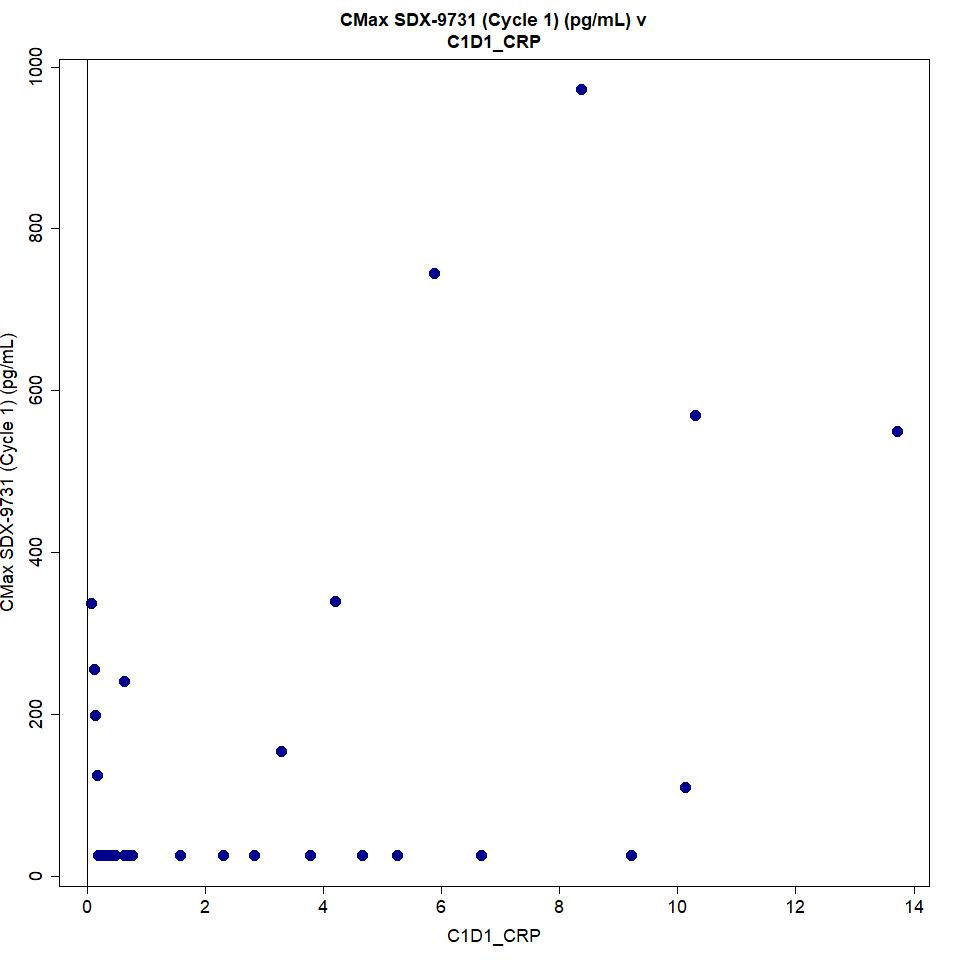 CMax SDX-9731 (Cycle 1) (pg/mL) v
C1D1_CRP
1000
800
600
400
200
0
CMax SDX-9731 (Cycle 1) (pg/mL)
0 2 4 6 8 10 12 14
C1D1_CRP